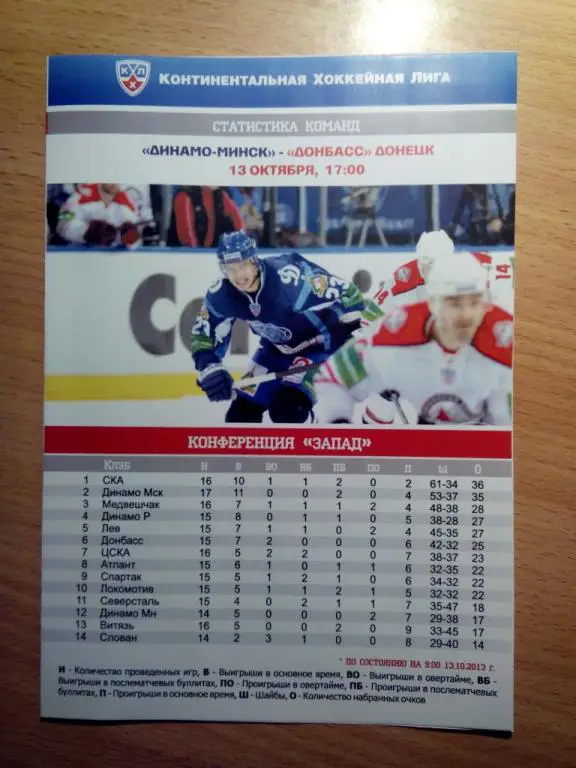 КХЛ
КОНТИНЕНТАЛЬНАЯ ХОККЕЙНАЯ ЛИГА
СТАТИСТИКА КОМАНД
«ДИНАМО-МИНСК» - «ДОНБАСС» ДОНЕЦК
13 ОКТЯБРЯ, 17:00
23
14
КОНФЕРЕНЦИЯ «ЗАПАД»
КЛУБ И В ВО ВБ ПБ ПО П Ш О
1 СКА 16 10 1 1 2 0 2 61-34 36
2 Динамо Мск 17 11 0 0 2 0 4 53-37 35
3 Медвешчак 16 7 1 1 1 2 4 48-38 28
4 Динамо Р 15 8 0 1 1 0 5 38-28 27
5 Лев 15 7 1 1 0 2 4 45-35 27
6 Донбасс 15 7 2 0 0 0 6 42-32 25
7 ЦСКА 16 5 2 2 0 0 7 38-37 23
8 Атлант 15 6 1 0 1 1 6 32-35 22
9 Спартак 15 5 1 2 1 0 6 34-32 22
10 Локомотив 15 5 1 1 2 0 6 32-32 22
11 Северсталь 15 4 0 2 1 1 7 35-47 18
12 Динамо Мн 14 5 0 0 0 2 7 29-38 17
13 Витязь 16 5 0 0 2 0 9 33-45 17
14 Слован 14 2 3 1 0 0 8 29-40 14
* ПО СОСТОЯНИЮ НА 9:00 13.10.2013 г.
И - Количество проведенных игр, В - Выигрыши в основное время, ВО - Выигрыши в овертайме, ВБ -
Выигрыши в послематчевых буллитах, ПО - Проигрыши в овертайме, ПБ - Проигрыши в послематчевых
буллитах, П - Проигрыши в основное время, Ш - Шайбы, О - Количество набранных очков